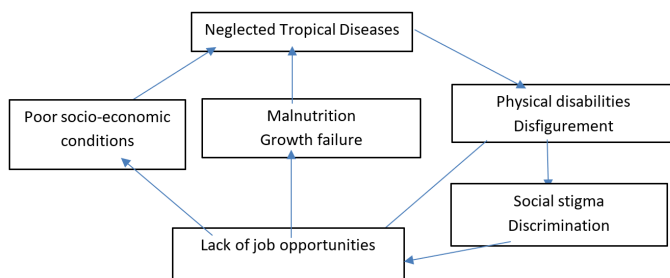 Neglected Tropical Diseases
Poor socio-economic
conditions
Malnutrition
Growth failure
Physical disabilities
Disfigurement
Social stigma
Discrimination
Lack of job opportunities